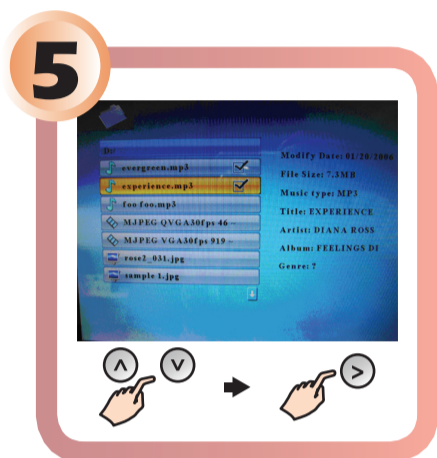 5
D:
evergreen.mp3
Modify Date: 01/20/2006
File Size: 7.3MB
experience.mp3
Music type: MP3
foo foo.mp3
Title: EXPERIENCE
MJPEG QVGA30fps 46 ~
Artist: DIANA ROSS
MJPEG VGA30fps 919 ~
Album: FEELINGS DI
rose2_031.jpg
Genre: ?
sample 1.jpg